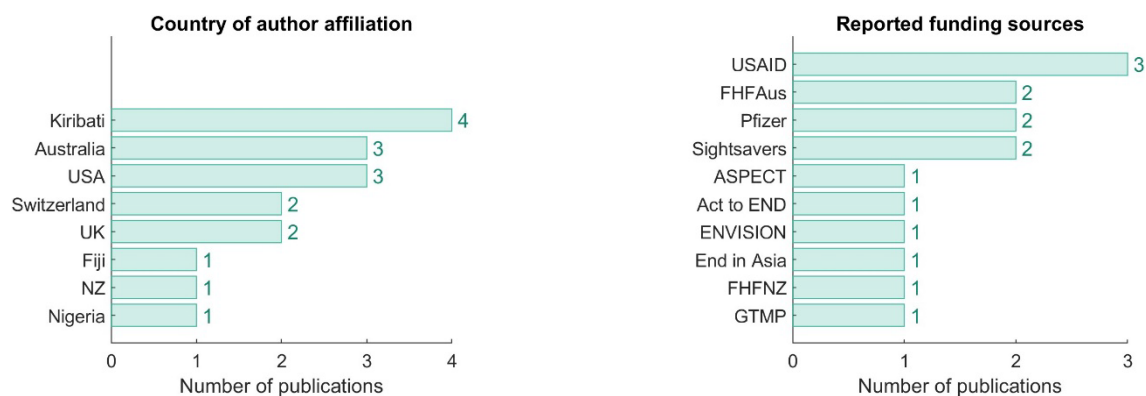 Country of author affiliation
Kiribati 4
Australia 3
USA 3
Switzerland 2
UK 2
Fiji 1
NZ 1
Nigeria 1
0 1 2 3 4
Number of publications
Reported funding sources
USAID 3
FHFAus 2
Pfizer 2
Sightsavers 2
ASPECT 1
Act to END 1
ENVISION 1
End in Asia 1
FHFNZ 1
GTMP 1
0 1 2 3
Number of publications